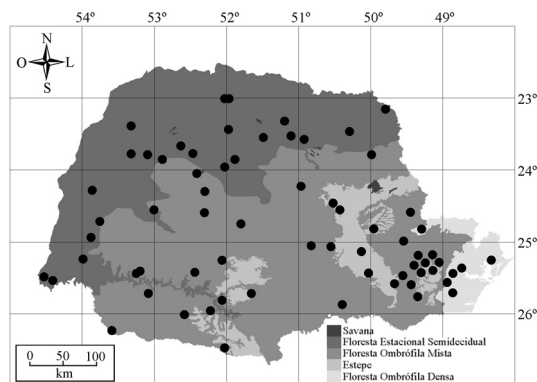 54° 53° 52° 51° 50° 49°
N
O L
S
23°
24°
25°
26°
Savana
Floresta Estacional Semidecidual
Floresta Ombrófila Mista
Estepe
Floresta Ombrófila Densa
0 50 100
km